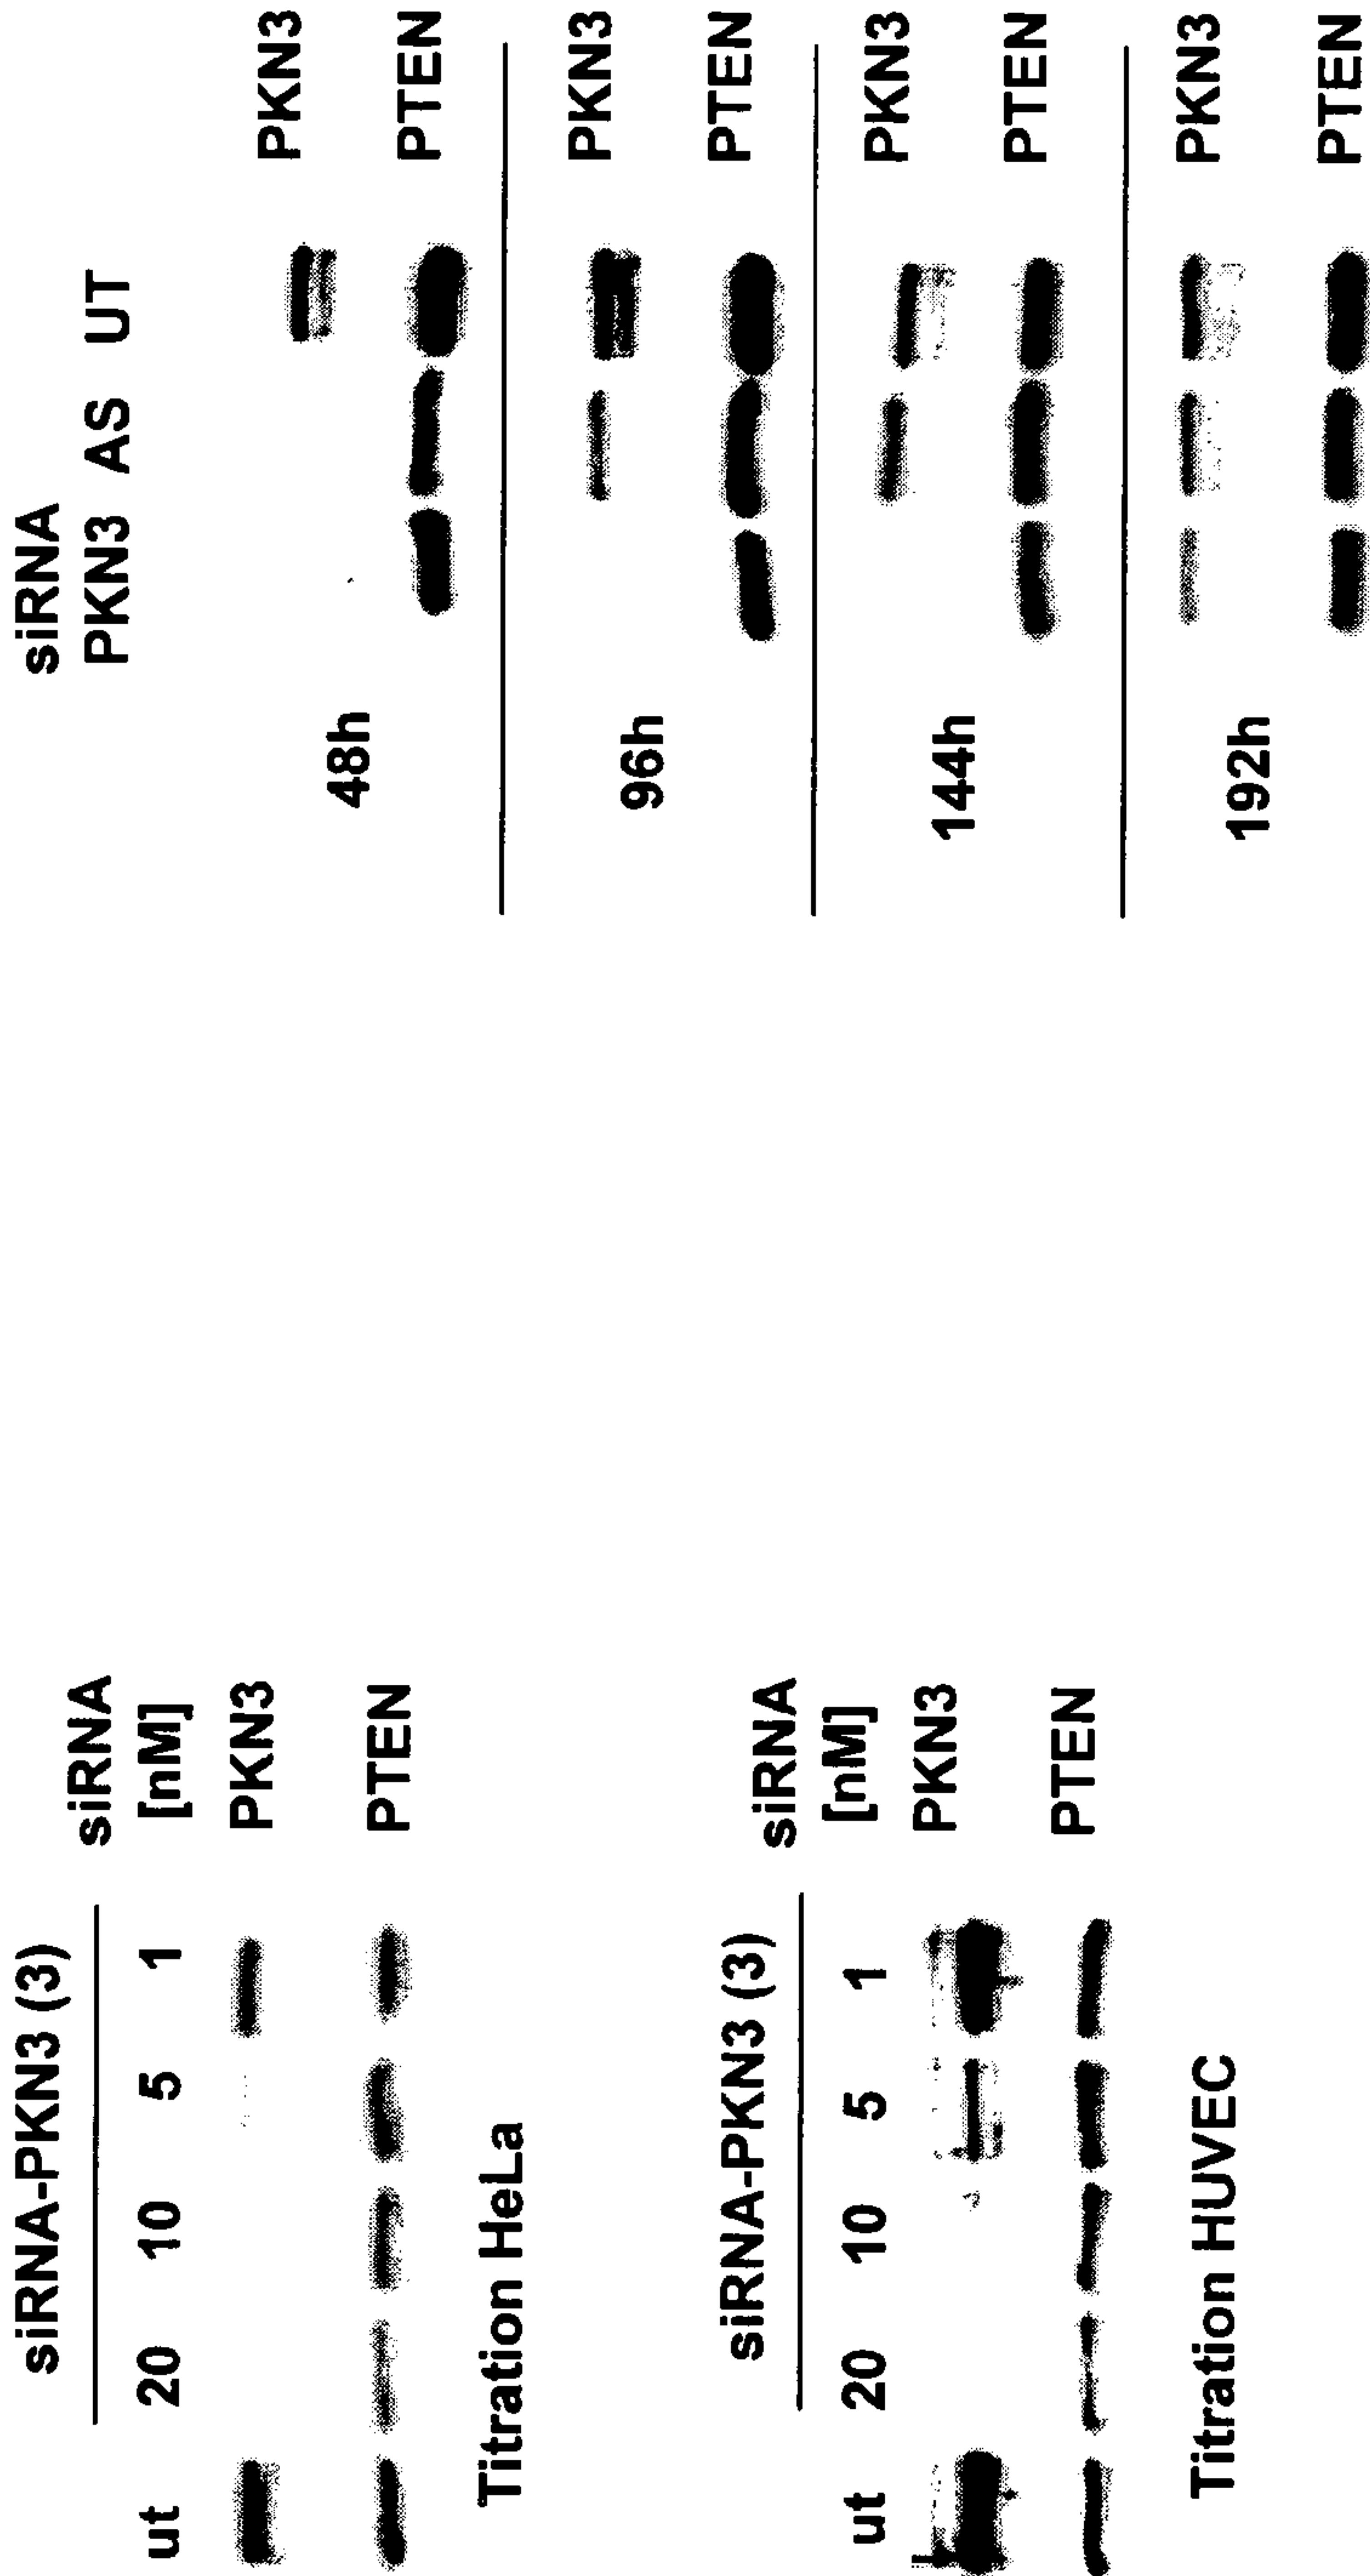 siRNA-PKN3 (3)
ut 20 10 5 1 siRNA
[nM]
PKN3
PTEN
Titration HeLa
siRNA-PKN3 (3)
ut 20 10 5 1 siRNA
[nM]
PKN3
PTEN
Titration HUVEC
siRNA
PKN3 AS UT
48h PKN3
PTEN
96h PKN3
PTEN
144h PKN3
PTEN
192h PKN3
PTEN